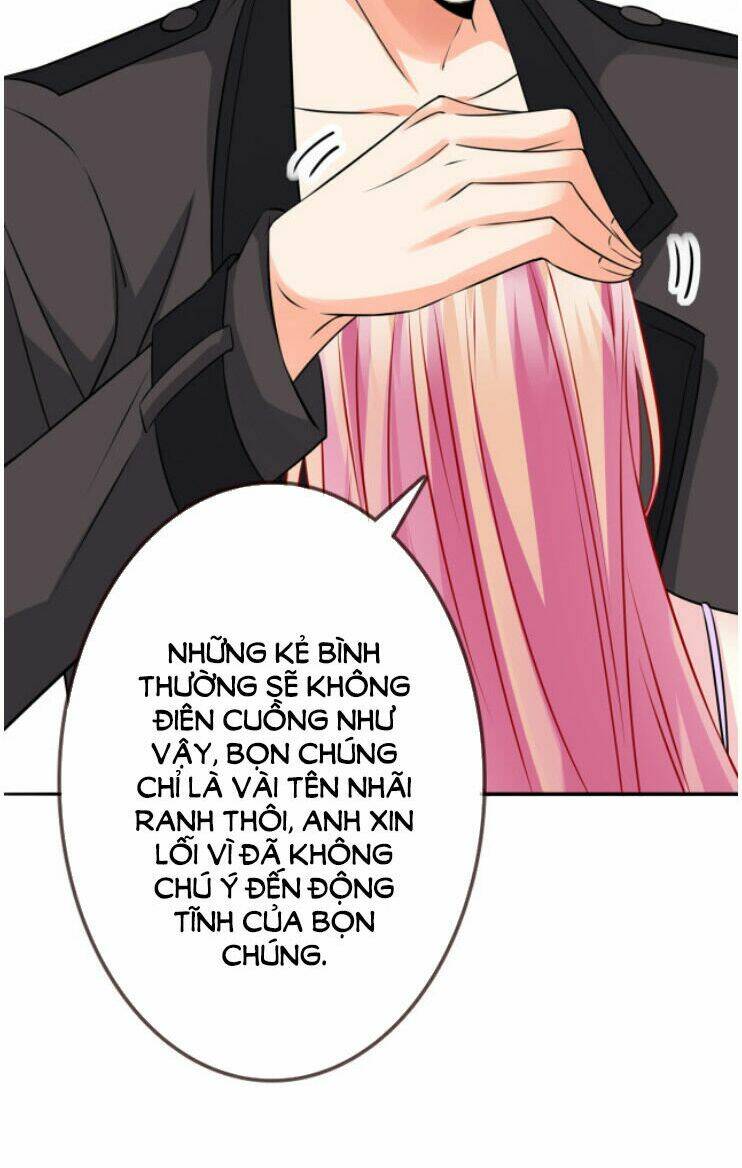 NHỮNG KẺ BÌNH
THƯỜNG SẼ KHÔNG
ĐIÊN CUỒNG NHƯ
VẬY, BỌN CHÚNG
CHỈ LÀ VÀI TÊN NHÃI
RANH THÔI, ANH XIN
LỖI VÌ ĐÃ KHÔNG
CHÚ Ý ĐẾN ĐỘNG
TĨNH CỦA BỌN
CHÚNG.